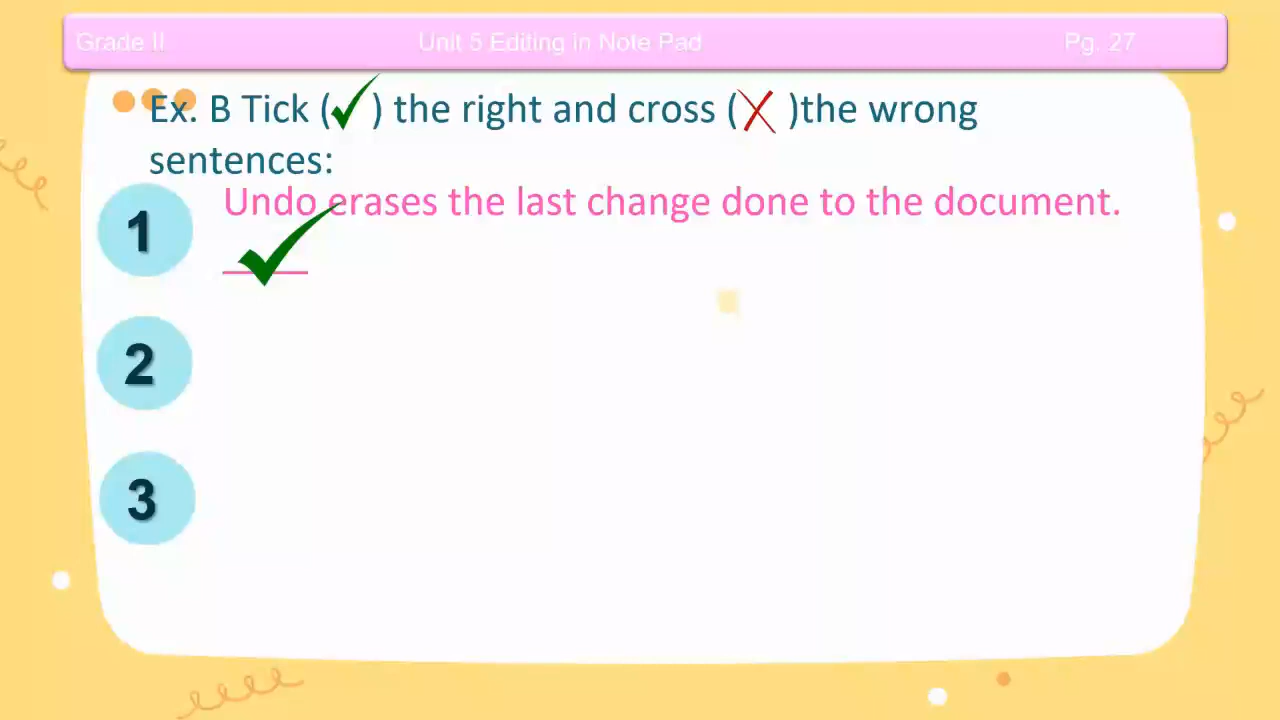 Grade II Unit 5 Editing in Note Pad Pg. 27
Ex. B Tick (✓) the right and cross (✗ )the wrong
sentences:
1 Undo erases the last change done to the document.
____
2
3